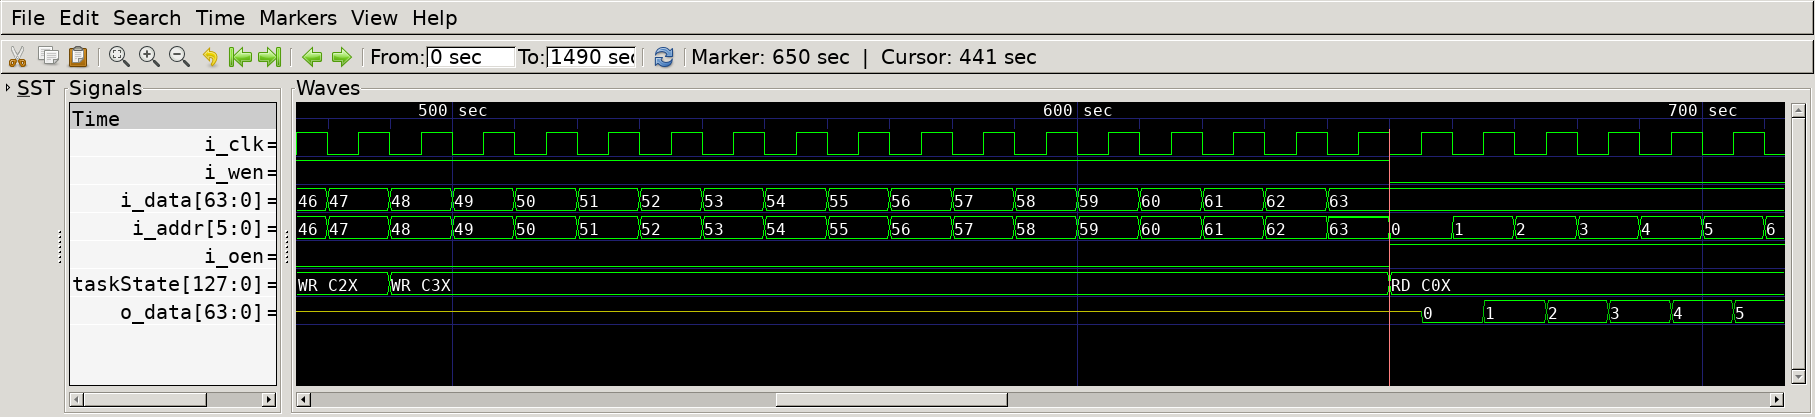 File Edit Search Time Markers View Help
From: 0 sec To: 1490 sec Marker: 650 sec | Cursor: 441 sec
SST Signals Waves
Time 500 sec 600 sec 700 sec
i_clk=
i_wen=
i_data[63:0]= 46 47 48 49 50 51 52 53 54 55 56 57 58 59 60 61 62 63
i_addr[5:0]= 46 47 48 49 50 51 52 53 54 55 56 57 58 59 60 61 62 63 0 1 2 3 4 5 6
i_oen=
taskState[127:0]= WR C2X WR C3X RD C0X
o_data[63:0]= 0 1 2 3 4 5